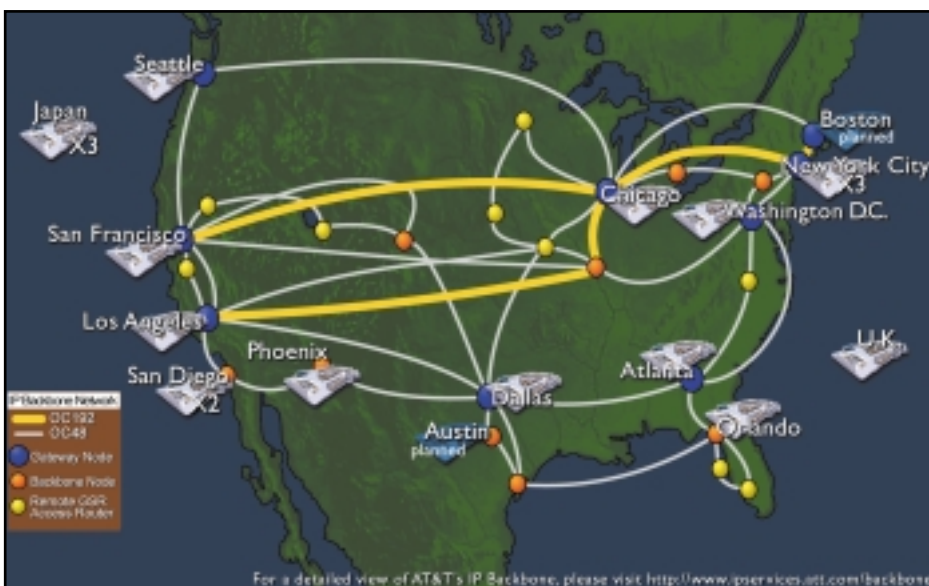 Seattle
Japan
X3
Boston
planned
New York City
X3
Chicago
Washington D.C.
San Francisco
Los Angeles
Phoenix
U.K.
San Diego
X2
Atlanta
Dallas
Austin
planned
Orlando
IP Backbone Network
OC192
OC48
Gateway Node
Backbone Node
Remote GSR
Access Router
For a detailed view of AT&T's IP Backbone, please visit http://www.ipservices.att.com/backbone